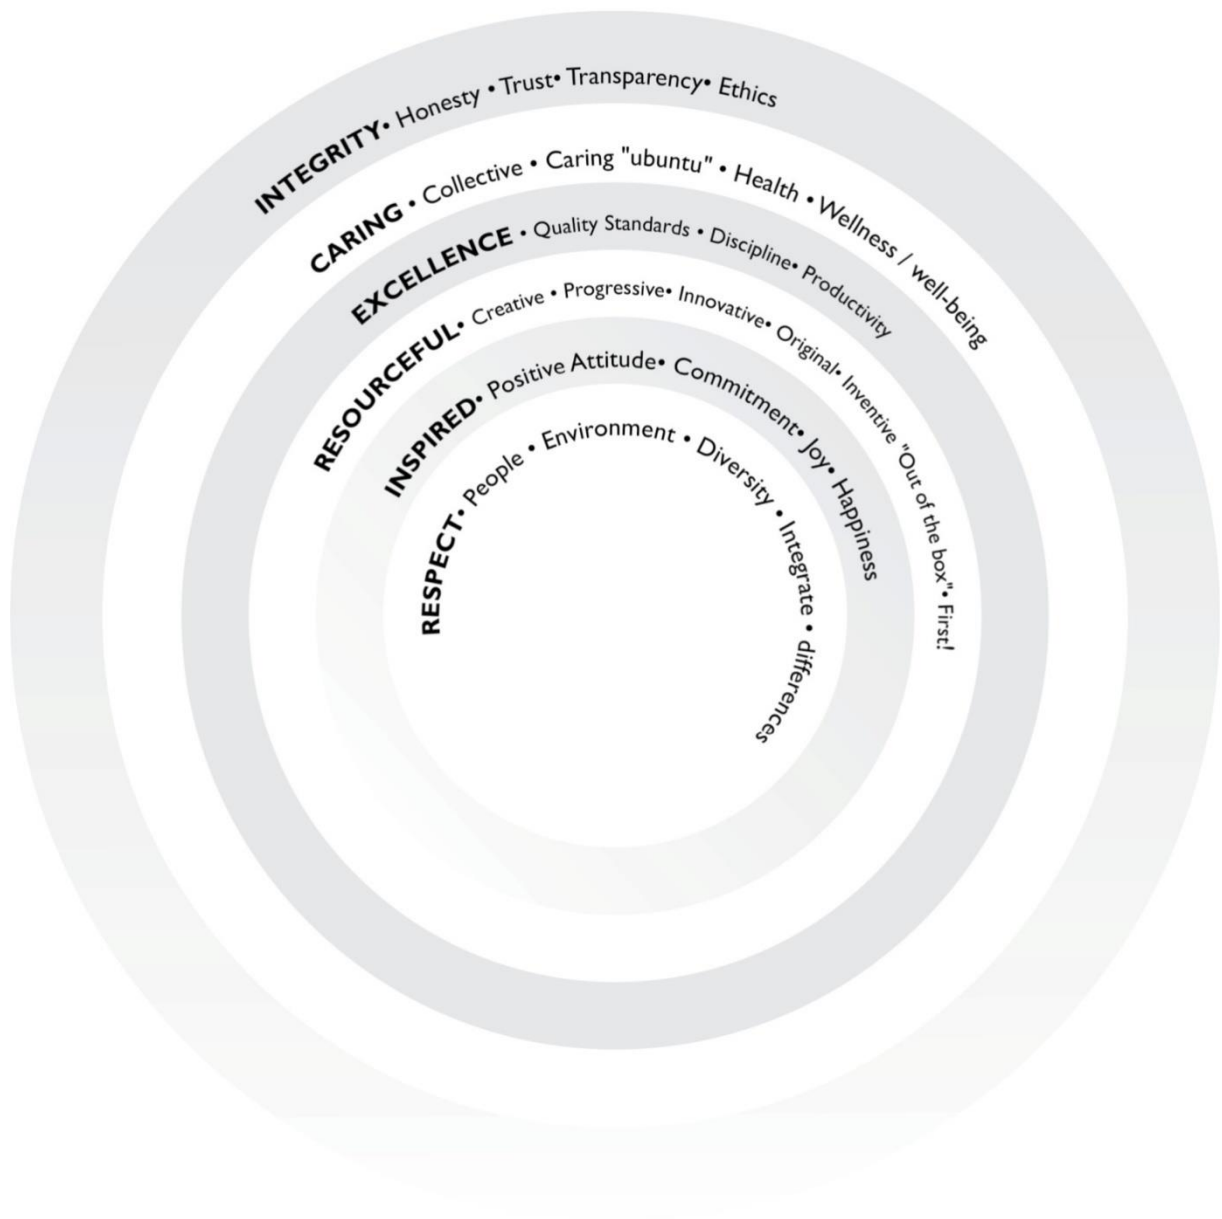 INTEGRITY• Honesty • Trust• Transparency• Ethics
CARING • Collective • Caring "ubuntu" • Health • Wellness / well-being
EXCELLENCE • Quality Standards • Discipline• Productivity
RESOURCEFUL• Creative • Progressive• Innovative• Original• Inventive "Out of the box"• First!
INSPIRED• Positive Attitude• Commitment• Joy• Happiness
RESPECT• People • Environment • Diversity • Integrate • differences